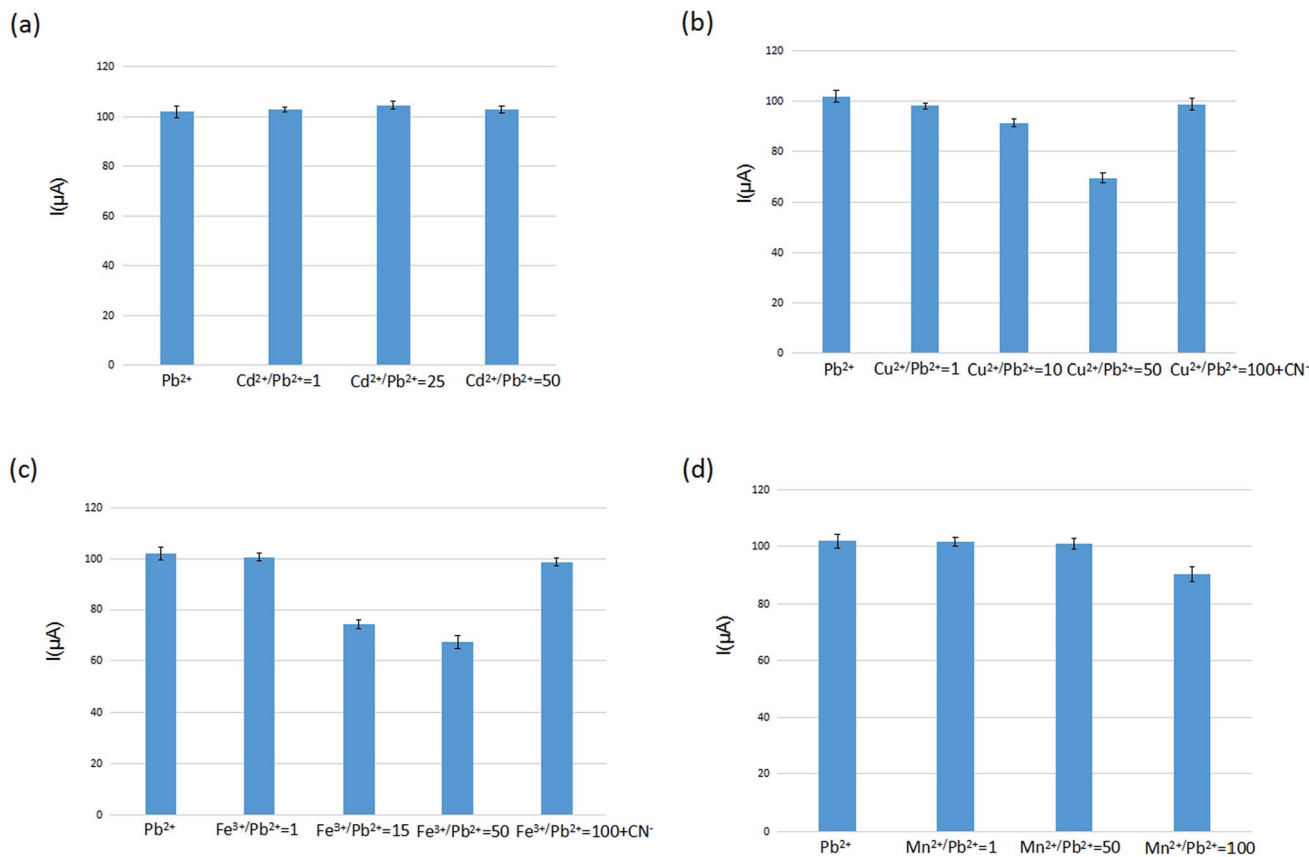 (a)
120
100
80
60
40
20
0
I(µA)
Pb²⁺ Cd²⁺/Pb²⁺=1 Cd²⁺/Pb²⁺=25 Cd²⁺/Pb²⁺=50
(b)
120
100
80
60
40
20
0
I(µA)
Pb²⁺ Cu²⁺/Pb²⁺=1 Cu²⁺/Pb²⁺=10 Cu²⁺/Pb²⁺=50 Cu²⁺/Pb²⁺=100+CN⁻
(c)
120
100
80
60
40
20
0
I(µA)
Pb²⁺ Fe³⁺/Pb²⁺=1 Fe³⁺/Pb²⁺=15 Fe³⁺/Pb²⁺=50 Fe³⁺/Pb²⁺=100+CN⁻
(d)
120
100
80
60
40
20
0
I(µA)
Pb²⁺ Mn²⁺/Pb²⁺=1 Mn²⁺/Pb²⁺=50 Mn²⁺/Pb²⁺=100